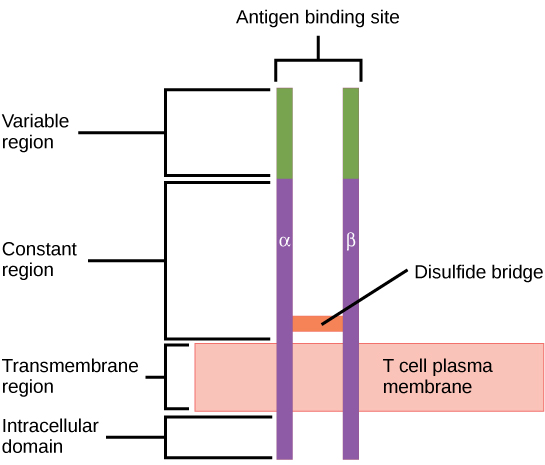 Antigen binding site
Variable
region
α
β
Constant
region
Disulfide bridge
Transmembrane
region
T cell plasma
membrane
Intracellular
domain